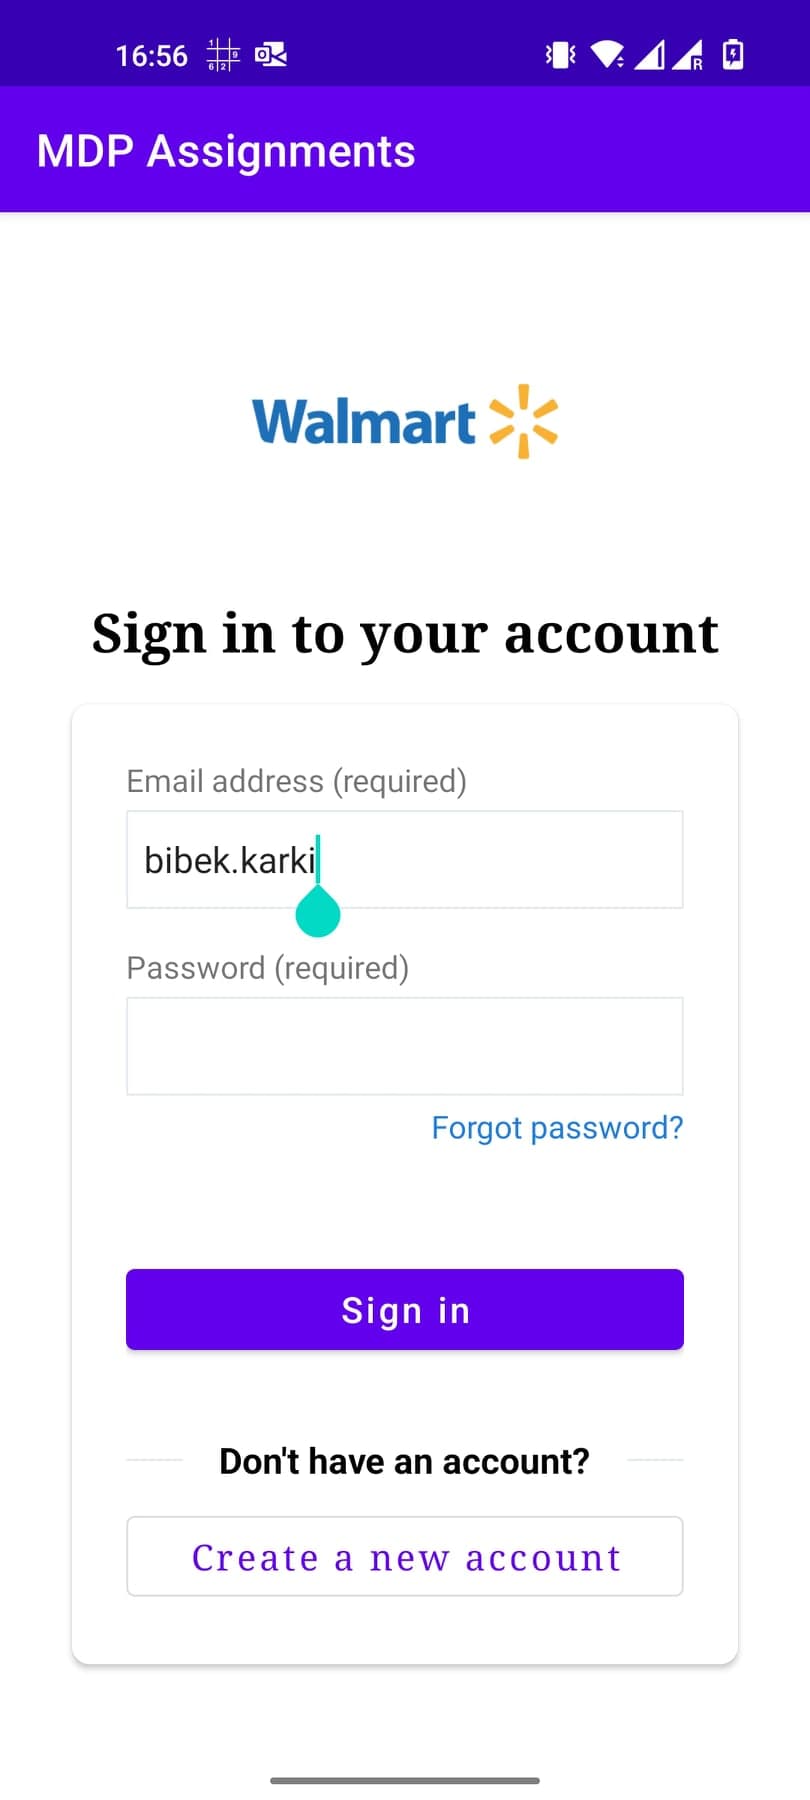 16:56
MDP Assignments
Walmart
Sign in to your account
Email address (required)
bibek.karki
Password (required)
Forgot password?
Sign in
Don't have an account?
Create a new account